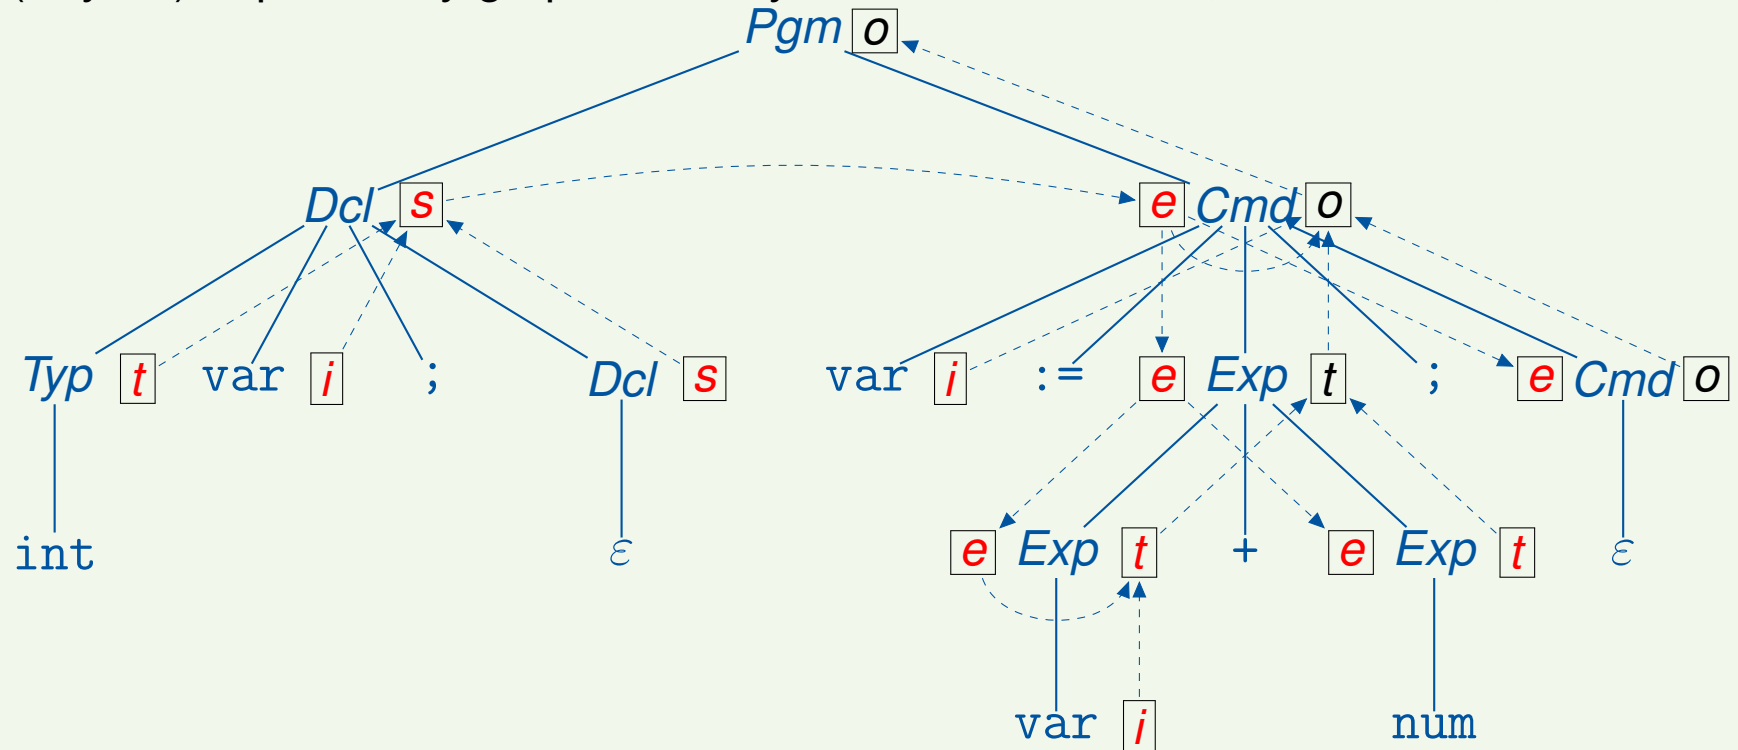 Pgm o
Dcl s e Cmd o
Typ t var i ; Dcl s var i := e Exp t ; e Cmd o
int ε e Exp t + e Exp t ε
var i num